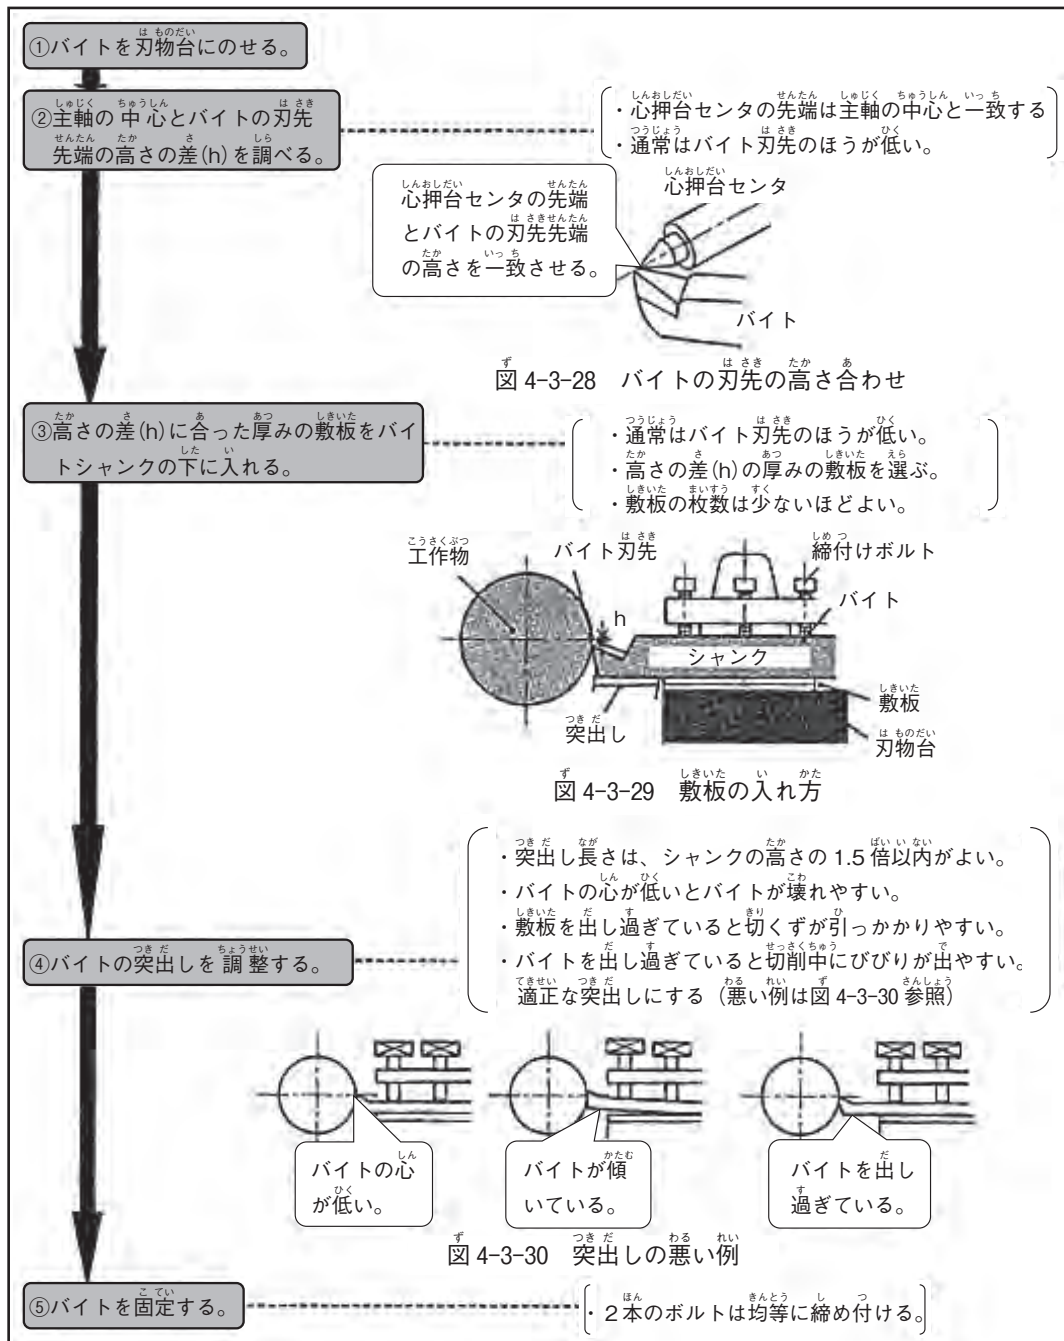 ①バイトを刃物台にのせる。
②主軸の中心とバイトの刃先
先端の高さの差(h)を調べる。
・心押台センタの先端は主軸の中心と一致する
・通常はバイト刃先のほうが低い。
心押台センタの先端
とバイトの刃先先端
の高さを一致させる。
心押台センタ
バイト
図 4-3-28 バイトの刃先の高さ合わせ
③高さの差(h)に合った厚みの敷板をバイ
トシャンクの下に入れる。
・通常はバイト刃先のほうが低い。
・高さの差(h)の厚みの敷板を選ぶ。
・敷板の枚数は少ないほどよい。
工作物
バイト刃先
締付けボルト
バイト
h
シャンク
敷板
突出し
刃物台
図 4-3-29 敷板の入れ方
・突出し長さは、シャンクの高さの 1.5 倍以内がよい。
・バイトの心が低いとバイトが壊れやすい。
・敷板を出し過ぎていると切くずが引っかかりやすい。
④バイトの突出しを調整する。
・バイトを出し過ぎていると切削中にびびりが出やすい。
適正な突出しにする（悪い例は図 4-3-30 参照）
バイトの心
が低い。
バイトが傾
いている。
バイトを出し
過ぎている。
図 4-3-30 突出しの悪い例
⑤バイトを固定する。
・２本のボルトは均等に締め付ける。